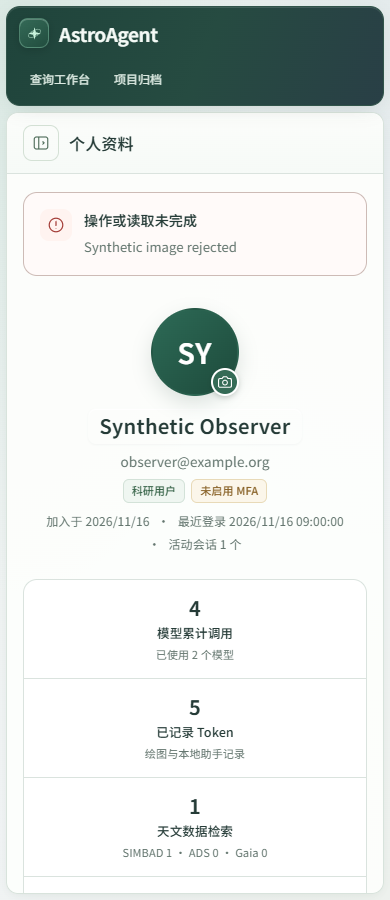 AstroAgent
查询工作台 项目归档
个人资料
操作或读取未完成
Synthetic image rejected
SY
Synthetic Observer
observer@example.org
科研用户 未启用 MFA
加入于 2026/11/16 • 最近登录 2026/11/16 09:00:00
• 活动会话 1 个
4
模型累计调用
已使用 2 个模型
5
已记录 Token
绘图与本地助手记录
1
天文数据检索
SIMBAD 1 • ADS 0 • Gaia 0